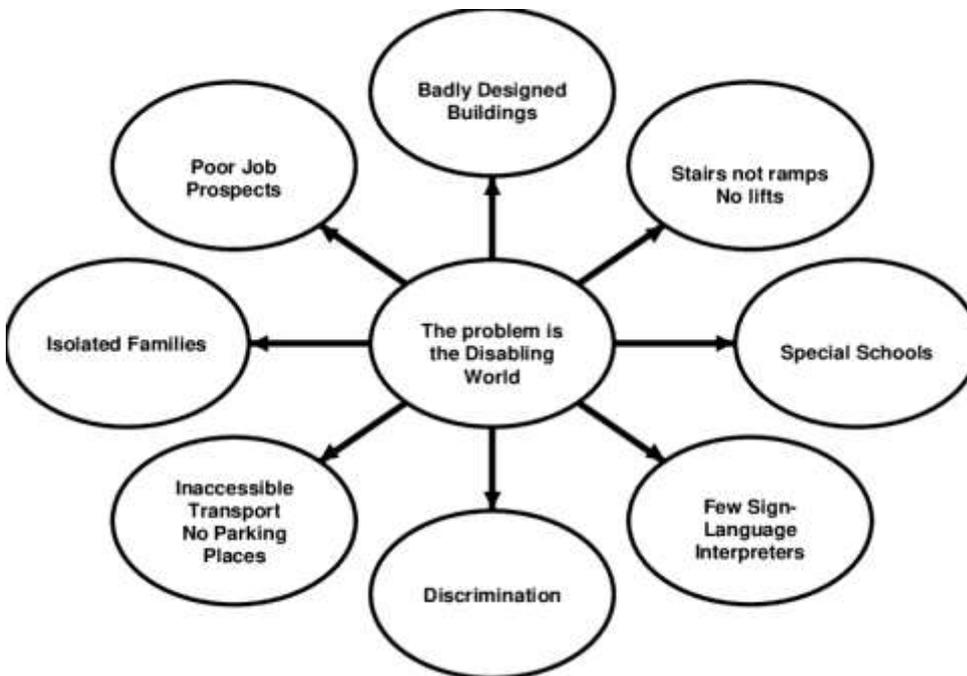 Badly Designed
Buildings
Poor Job
Prospects
Stairs not ramps
No lifts
Isolated Families
The problem is
the Disabling
World
Special Schools
Inaccessible
Transport
No Parking
Places
Few Sign-
Language
Interpreters
Discrimination